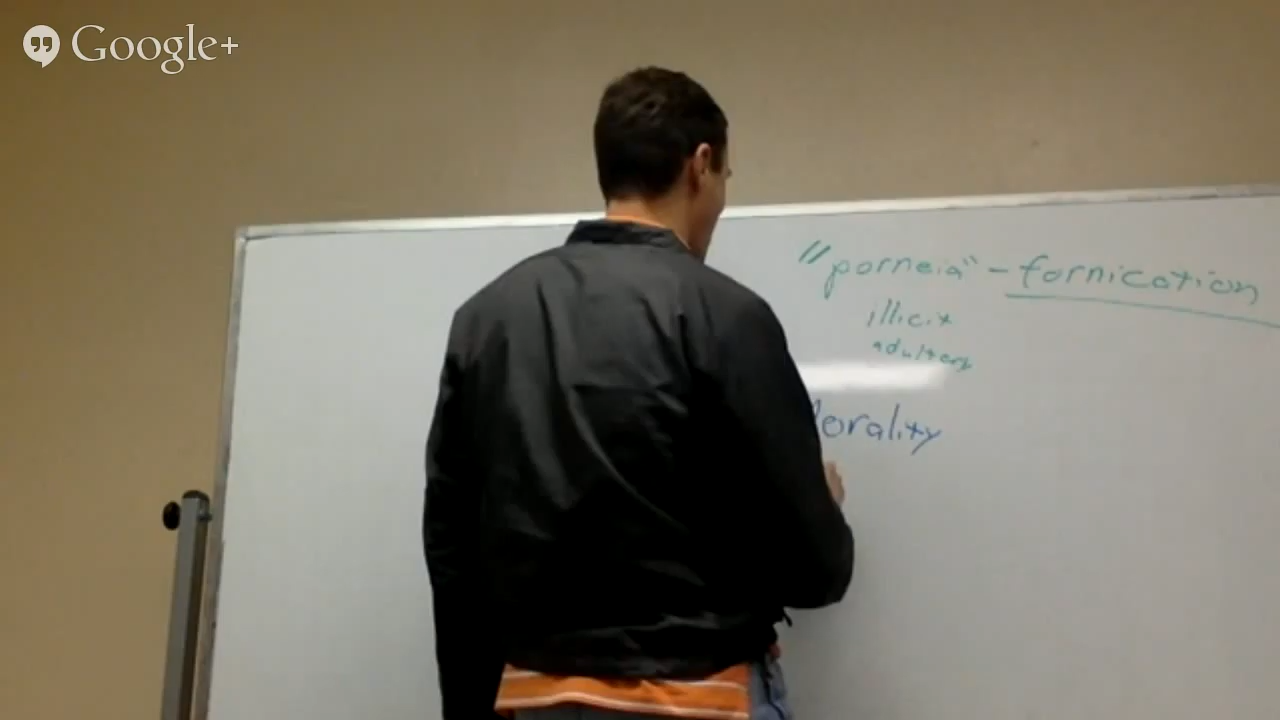 Google+
"porneia" - fornication
illicit
adultery
orality